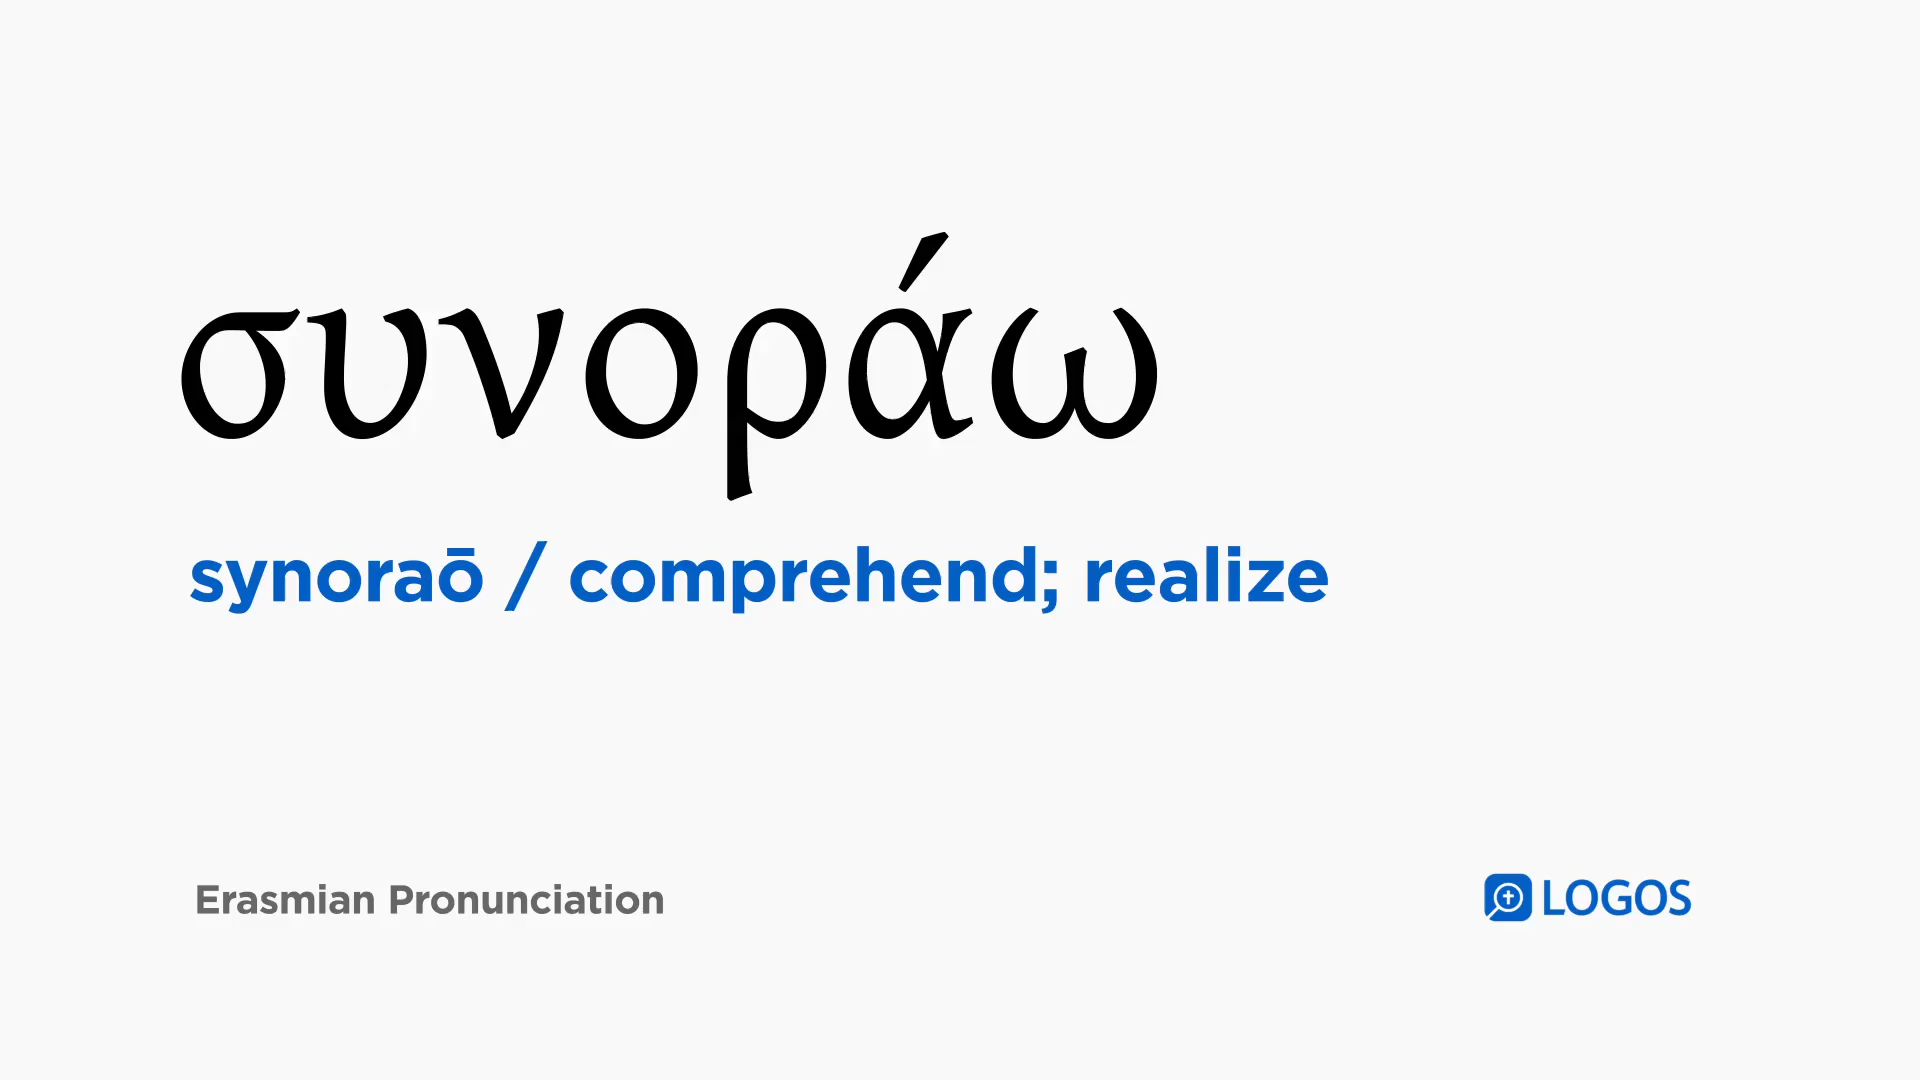 συνοράω
synoraō / comprehend; realize
Erasmian Pronunciation
LOGOS